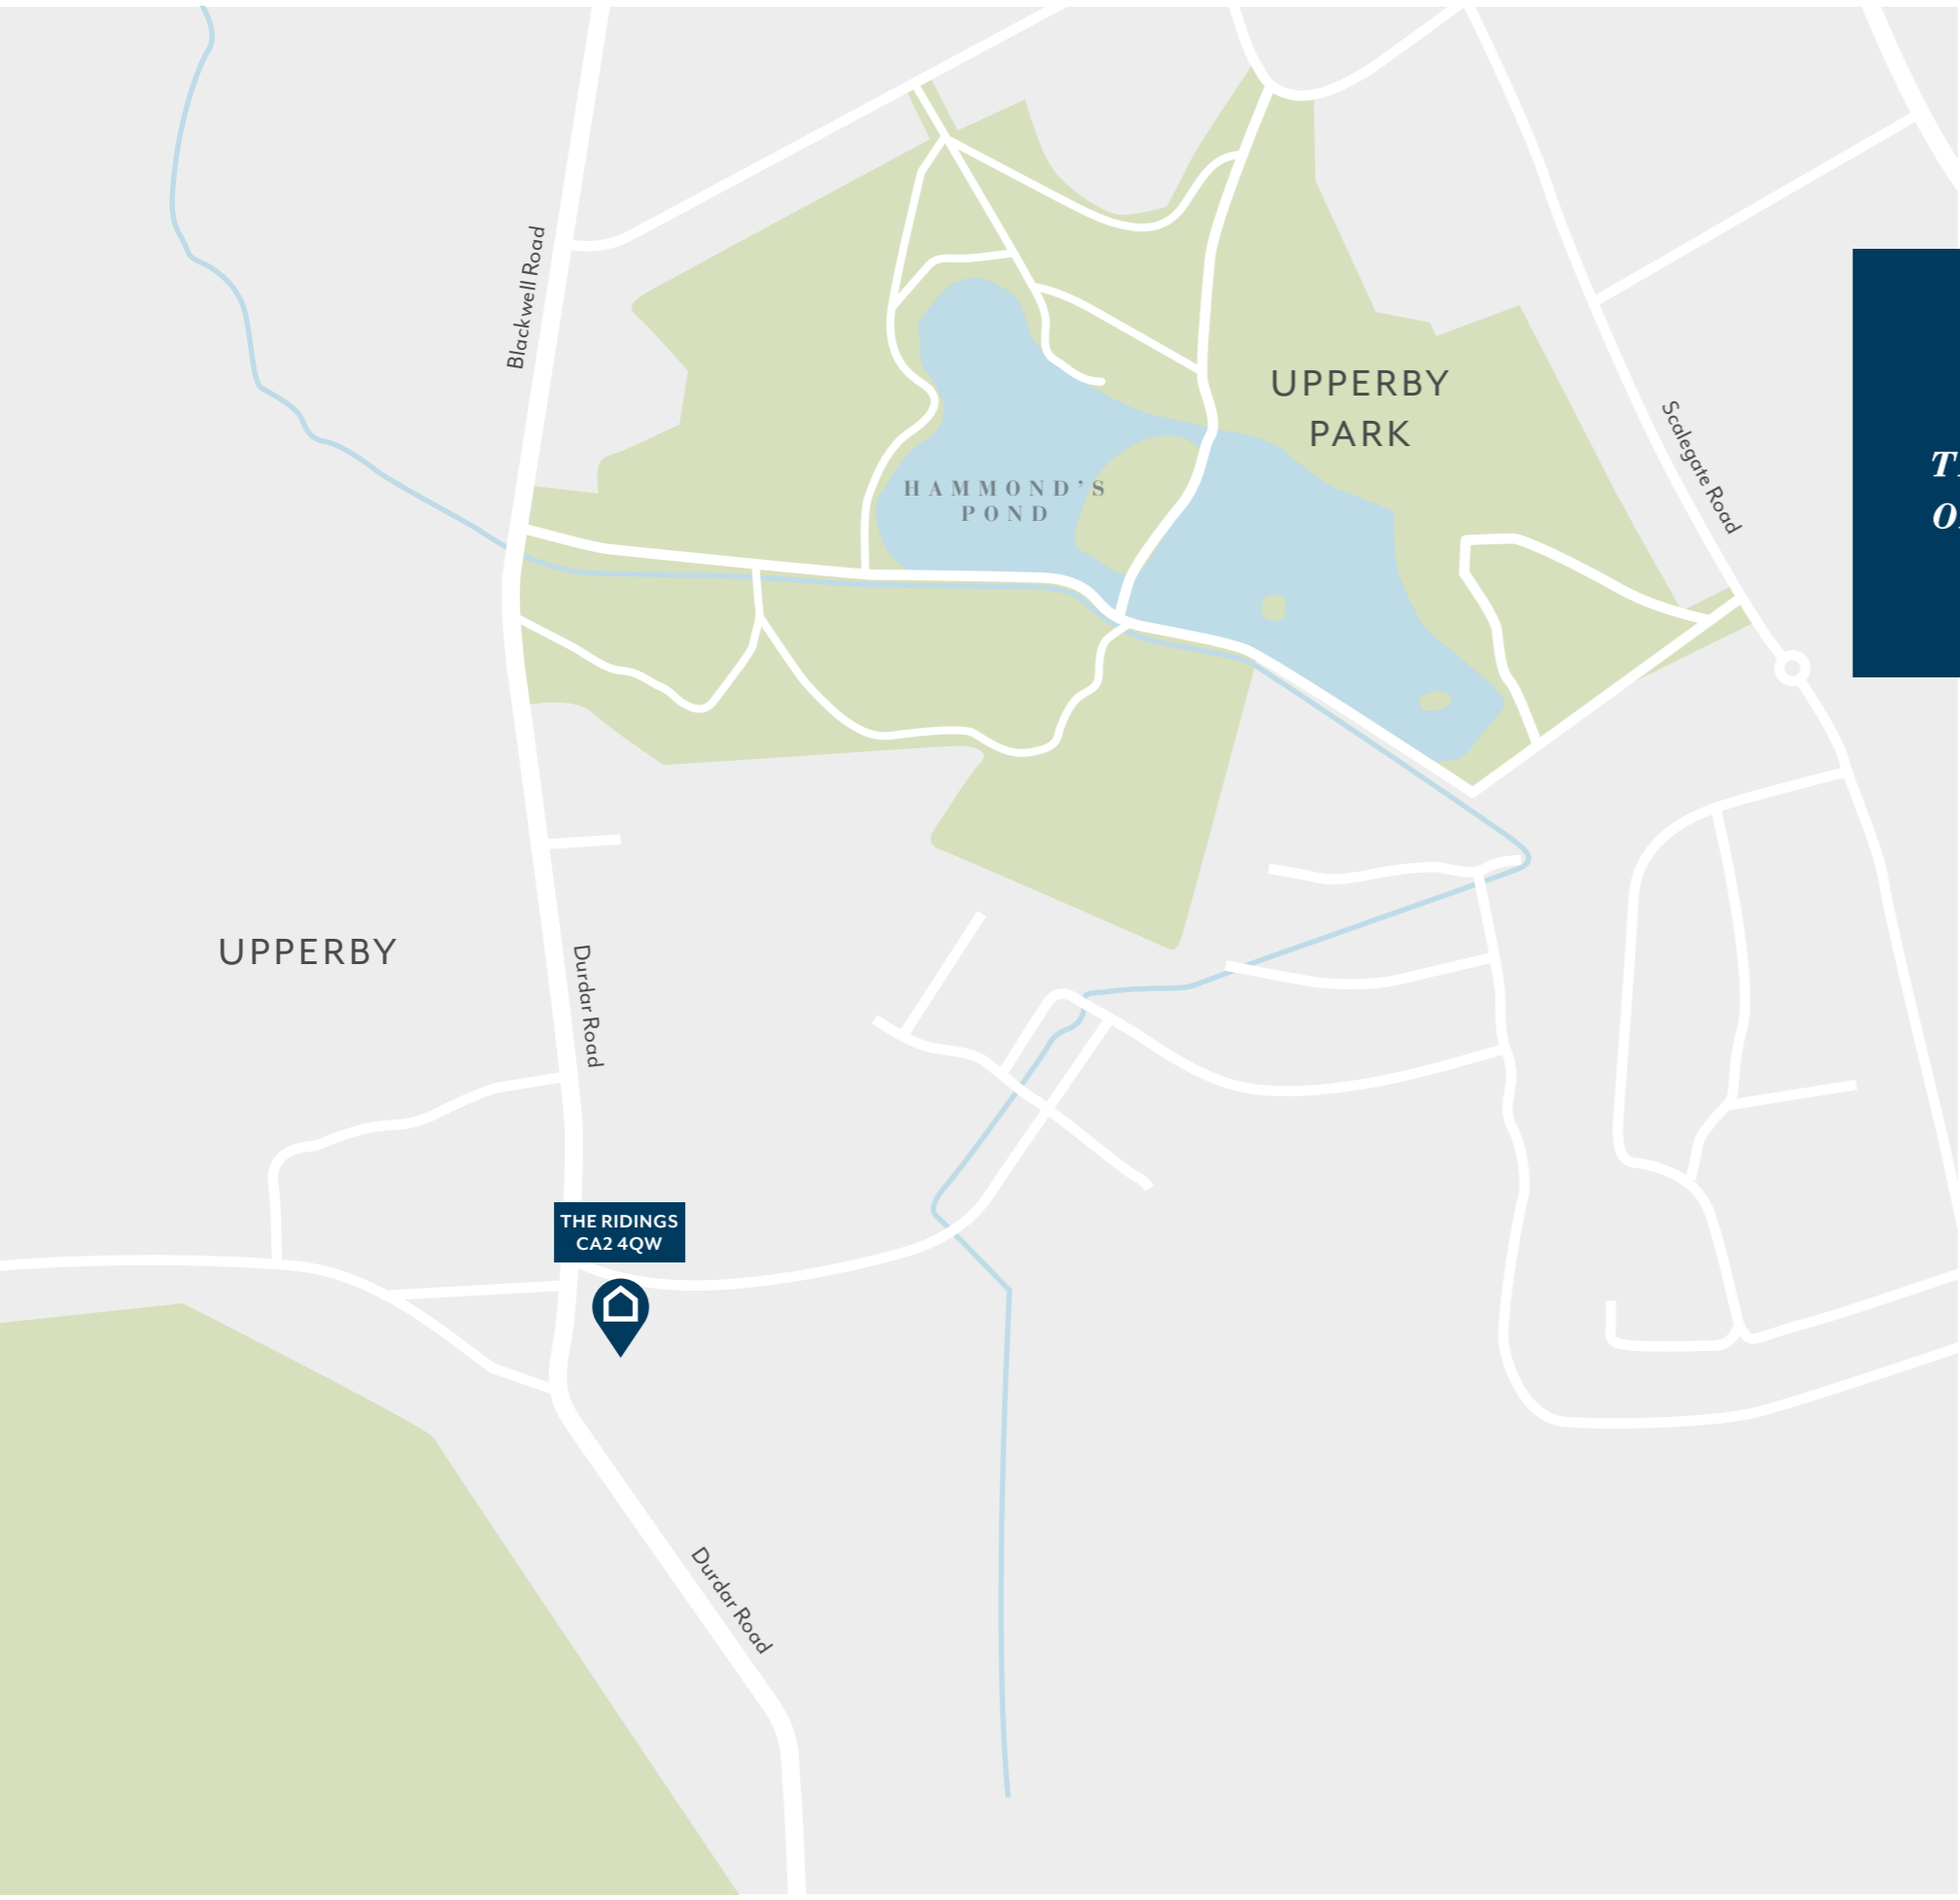 Blackwell Road
UPPERBY
PARK
Scalegate Road
HAMMOND'S
POND
UPPERBY
Durdar Road
THE RIDINGS
CA2 4QW
Durdar Road